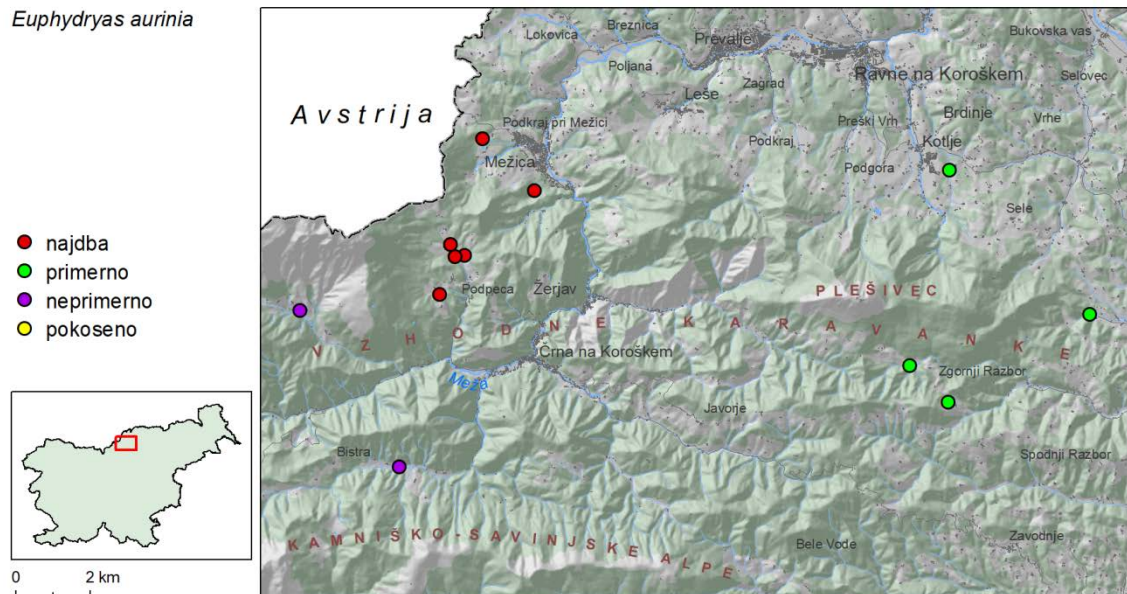 Euphydryas aurinia
najdba
primerno
neprimerno
pokoseno
0 2 km
Avstrija
Lokovica
Breznica
Prevalje
Poljana
Leše
Zagrad
Ravne na Koroškem
Bukovska vas
Selovec
Brdinje
Vrhe
Preški Vrh
Kotlje
Podkraj pri Mežici
Mežica
Podkraj
Podgora
Sele
Podpeca
Žerjav
PLEŠIVEC
VZHODNE KARAVANKE
Črna na Koroškem
Meža
Zgornji Razbor
Javorje
Bistra
Spodnji Razbor
KAMNIŠKO-SAVINJSKE ALPE
Bele Vode
Zavodnje